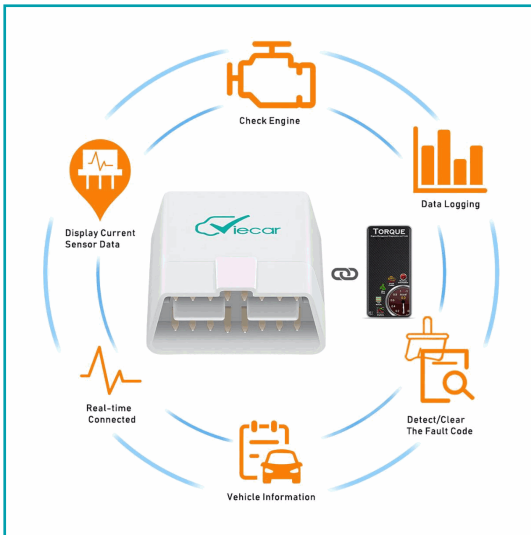 Check Engine
Data Logging
Display Current
Sensor Data
Viecar
TORQUE
Real-time
Connected
Detect/Clear
The Fault Code
Vehicle Information